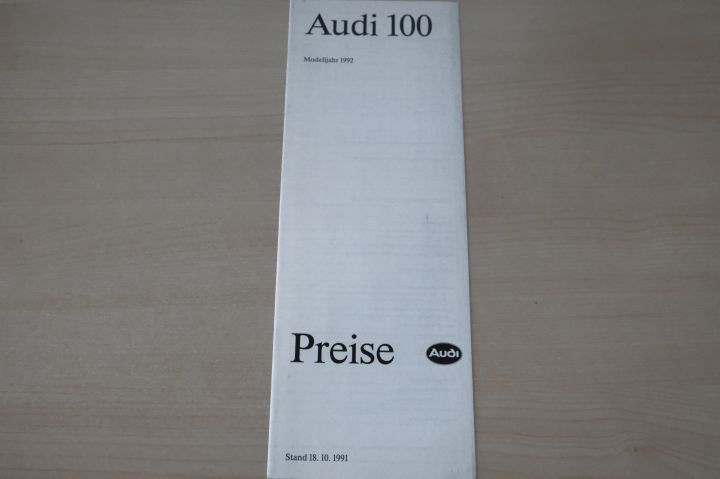 Audi 100
Modelljahr 1992
Preise
Audi
Stand 18. 10. 1991